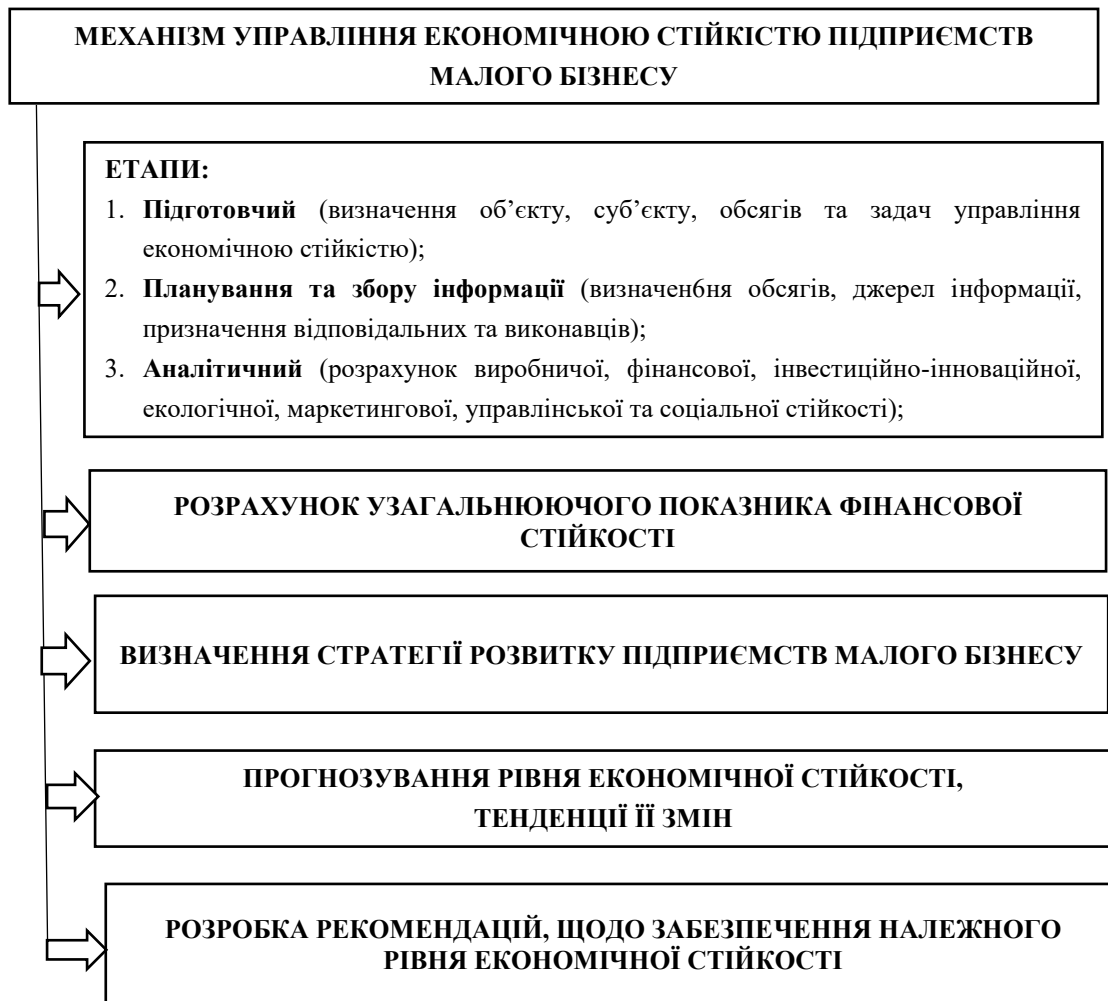 МЕХАНІЗМ УПРАВЛІННЯ ЕКОНОМІЧНОЮ СТІЙКІСТЮ ПІДПРИЄМСТВ
МАЛОГО БІЗНЕСУ
ЕТАПИ:
1. Підготовчий (визначення об’єкту, суб’єкту, обсягів та задач управління
економічною стійкістю);
2. Планування та збору інформації (визначен6ня обсягів, джерел інформації,
призначення відповідальних та виконавців);
3. Аналітичний (розрахунок виробничої, фінансової, інвестиційно-інноваційної,
екологічної, маркетингової, управлінської та соціальної стійкості);
РОЗРАХУНОК УЗАГАЛЬНЮЮЧОГО ПОКАЗНИКА ФІНАНСОВОЇ
СТІЙКОСТІ
ВИЗНАЧЕННЯ СТРАТЕГІЇ РОЗВИТКУ ПІДПРИЄМСТВ МАЛОГО БІЗНЕСУ
ПРОГНОЗУВАННЯ РІВНЯ ЕКОНОМІЧНОЇ СТІЙКОСТІ,
ТЕНДЕНЦІЇ ЇЇ ЗМІН
РОЗРОБКА РЕКОМЕНДАЦІЙ, ЩОДО ЗАБЕЗПЕЧЕННЯ НАЛЕЖНОГО
РІВНЯ ЕКОНОМІЧНОЇ СТІЙКОСТІ